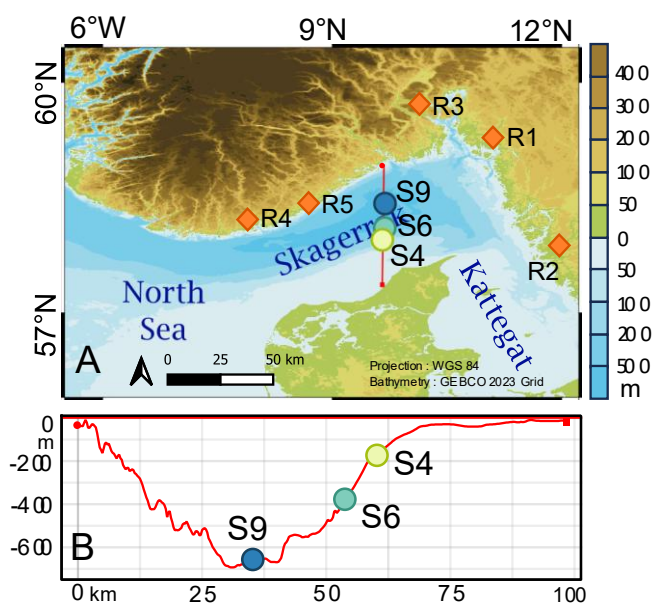 6°W 9°N 12°N
60°N
57°N
R3
R1
S9
R5
R4
S6
S4
R2
Skagerrak
Kattegat
North
Sea
A
0 25 50 km
Projection : WGS 84
Bathymetry : GEBCO 2023 Grid
400
300
200
100
50
0
50
100
200
500
m
0
m
-200
-400
-600
B
S9
S6
S4
0 km 25 50 75 100